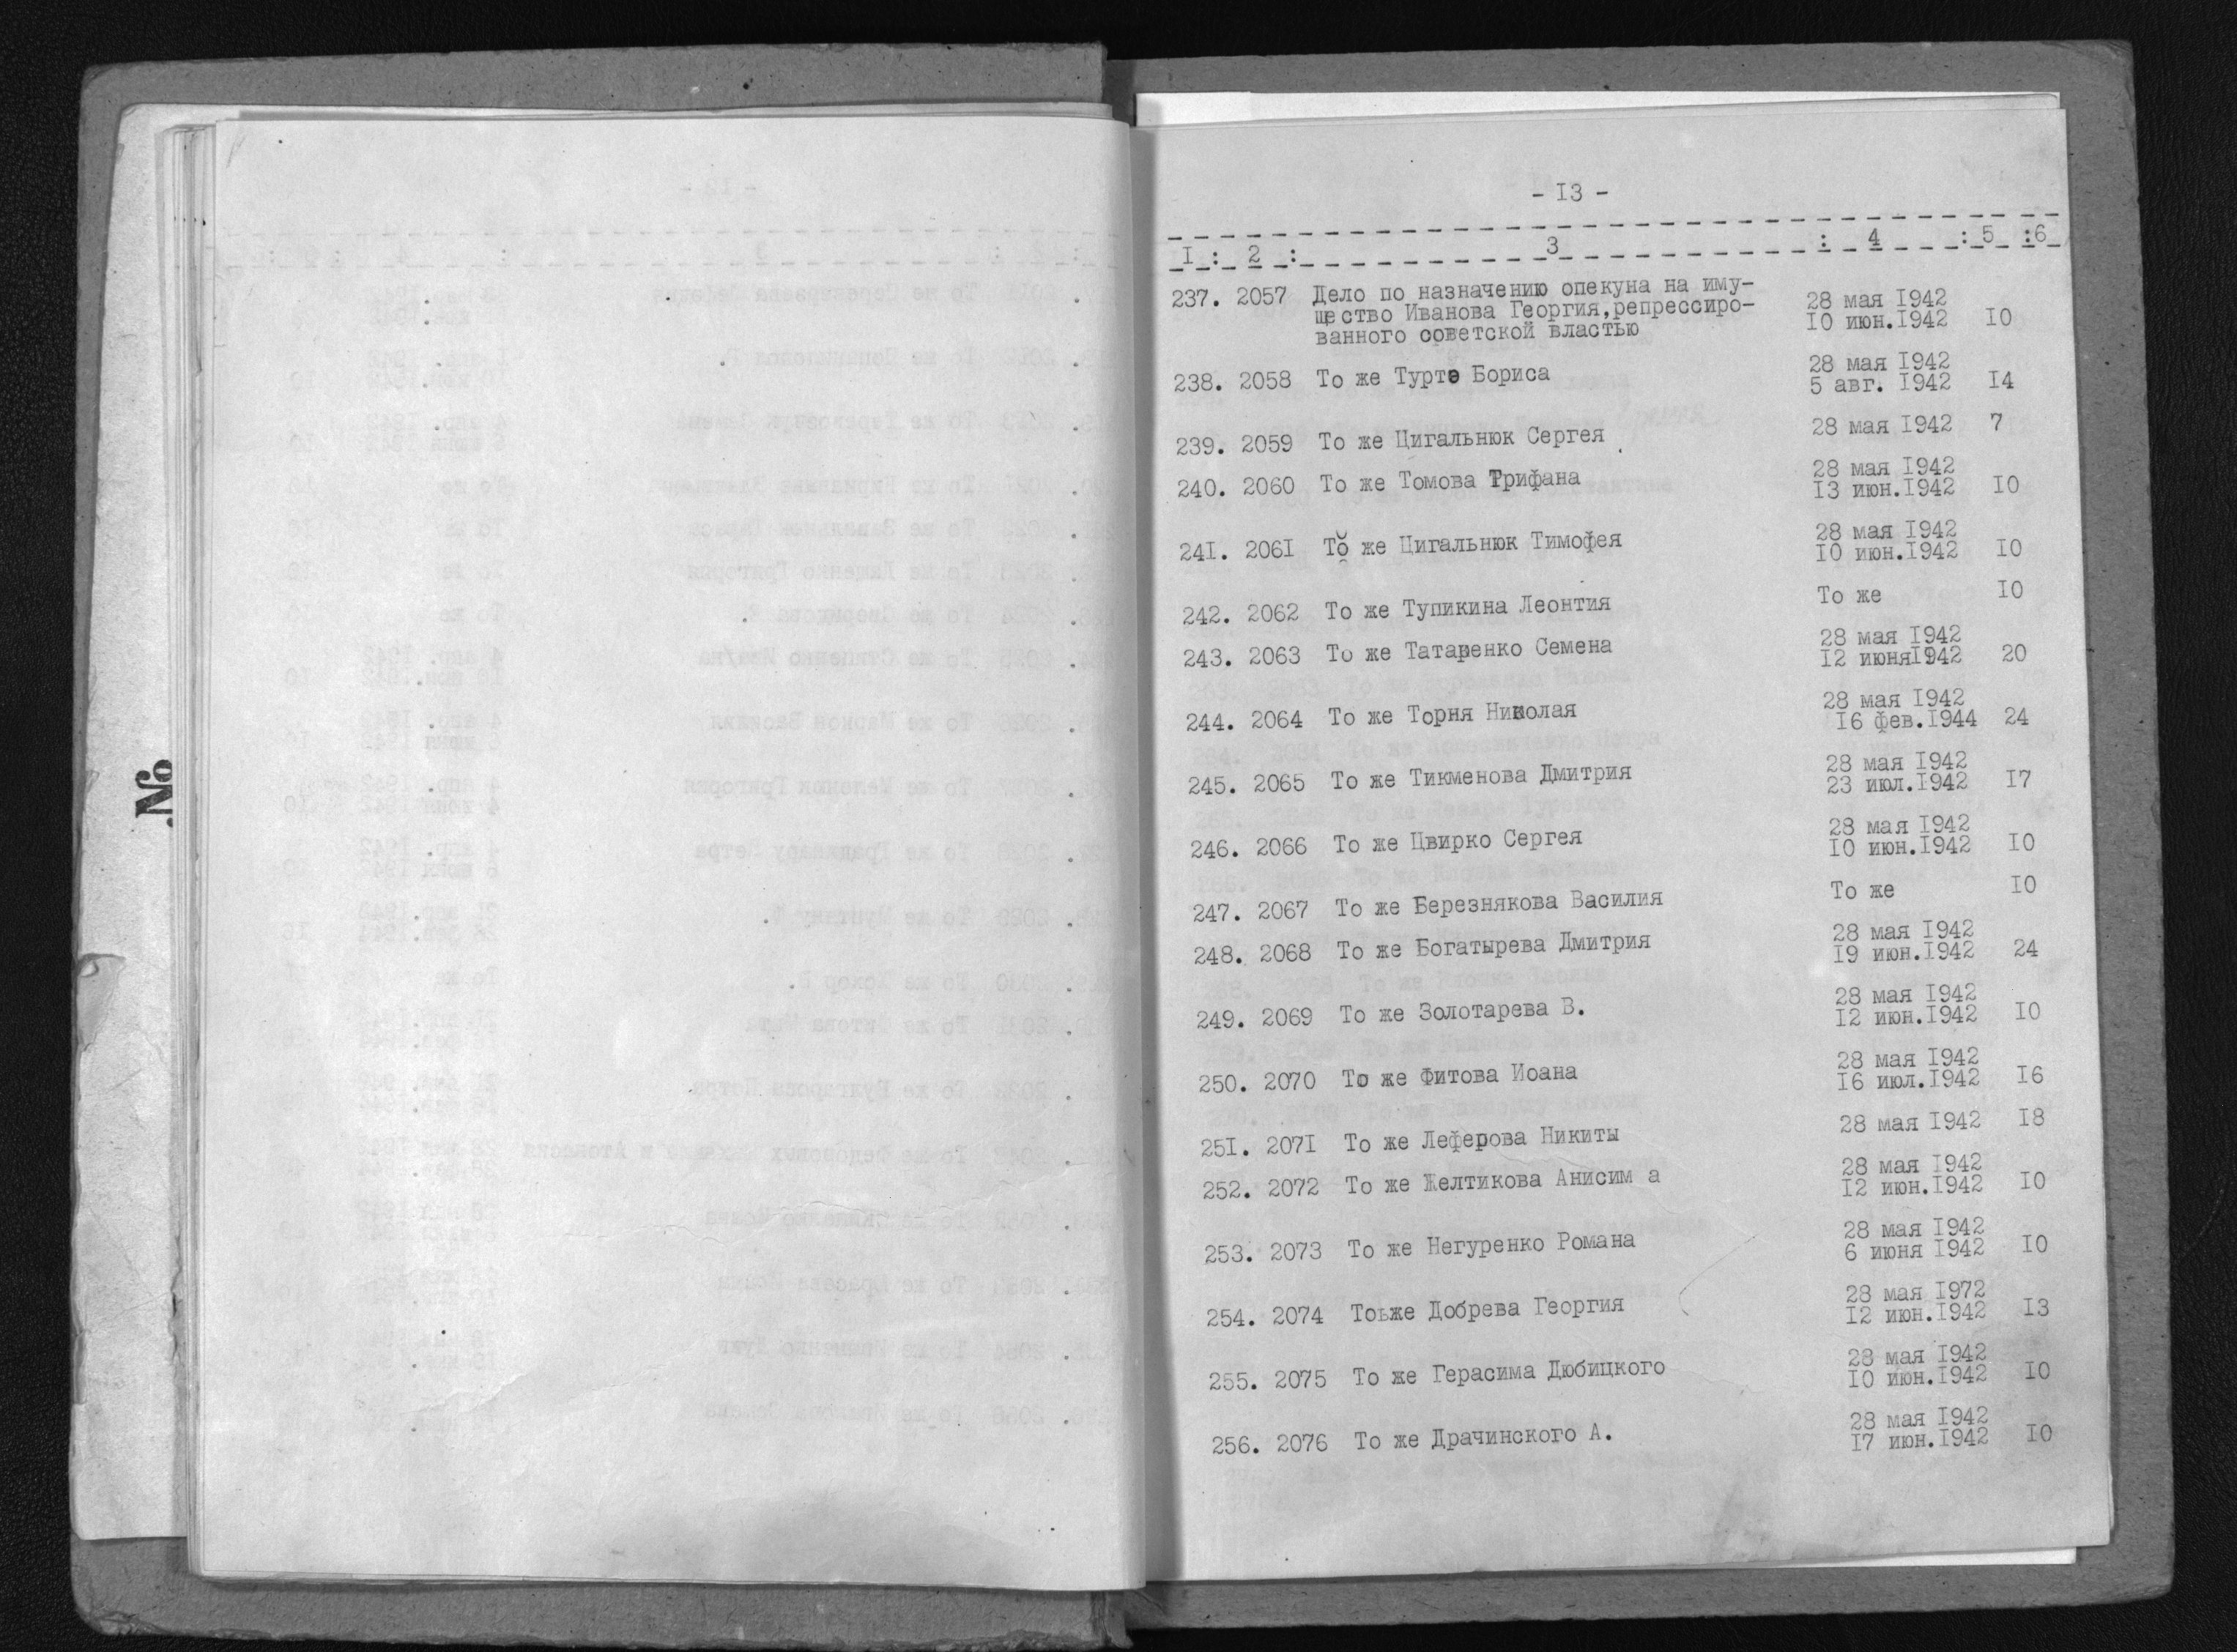 №
- I3 -
I : 2 : 3 : 4 : 5 : 6
237. 2057 Дело по назначению опекуна на иму-
щество Иванова Георгия,репрессиро- 28 мая I942
ванного советской властью I0 июн.I942 I0
28 мая I942
238. 2058 То же Турте Бориса 5 авг. I942 I4
239. 2059 То же Цигальнюк Сергея 28 мая I942 7
28 мая I942
240. 2060 То же Томова Трифана I3 июн.I942 I0
28 мая I942
24I. 206I То же Цигальнюк Тимофея I0 июн.I942 I0
242. 2062 То же Тупикина Леонтия То же I0
28 мая I942
243. 2063 То же Татаренко Семена I2 июняI942 20
28 мая I942
244. 2064 То же Торня Николая I6 фев.I944 24
28 мая I942
245. 2065 То же Тикменова Дмитрия 23 июл.I942 I7
28 мая I942
246. 2066 То же Цвирко Сергея I0 июн.I942 I0
247. 2067 То же Березнякова Василия То же I0
28 мая I942
248. 2068 То же Богатырева Дмитрия I9 июн.I942 24
28 мая I942
249. 2069 То же Золотарева В. I2 июн.I942 I0
28 мая I942
250. 2070 То же Фитова Иоана I6 июл.I942 I6
25I. 207I То же Леферова Никиты 28 мая I942 I8
28 мая I942
252. 2072 То же Желтикова Анисим а I2 июн.I942 I0
28 мая I942
253. 2073 То же Негуренко Романа 6 июня I942 I0
28 мая I972
254. 2074 Тоьже Добрева Георгия I2 июн.I942 I3
28 мая I942
255. 2075 То же Герасима Дюбицкого I0 июн.I942 I0
28 мая I942
256. 2076 То же Драчинского А. I7 июн.I942 I0